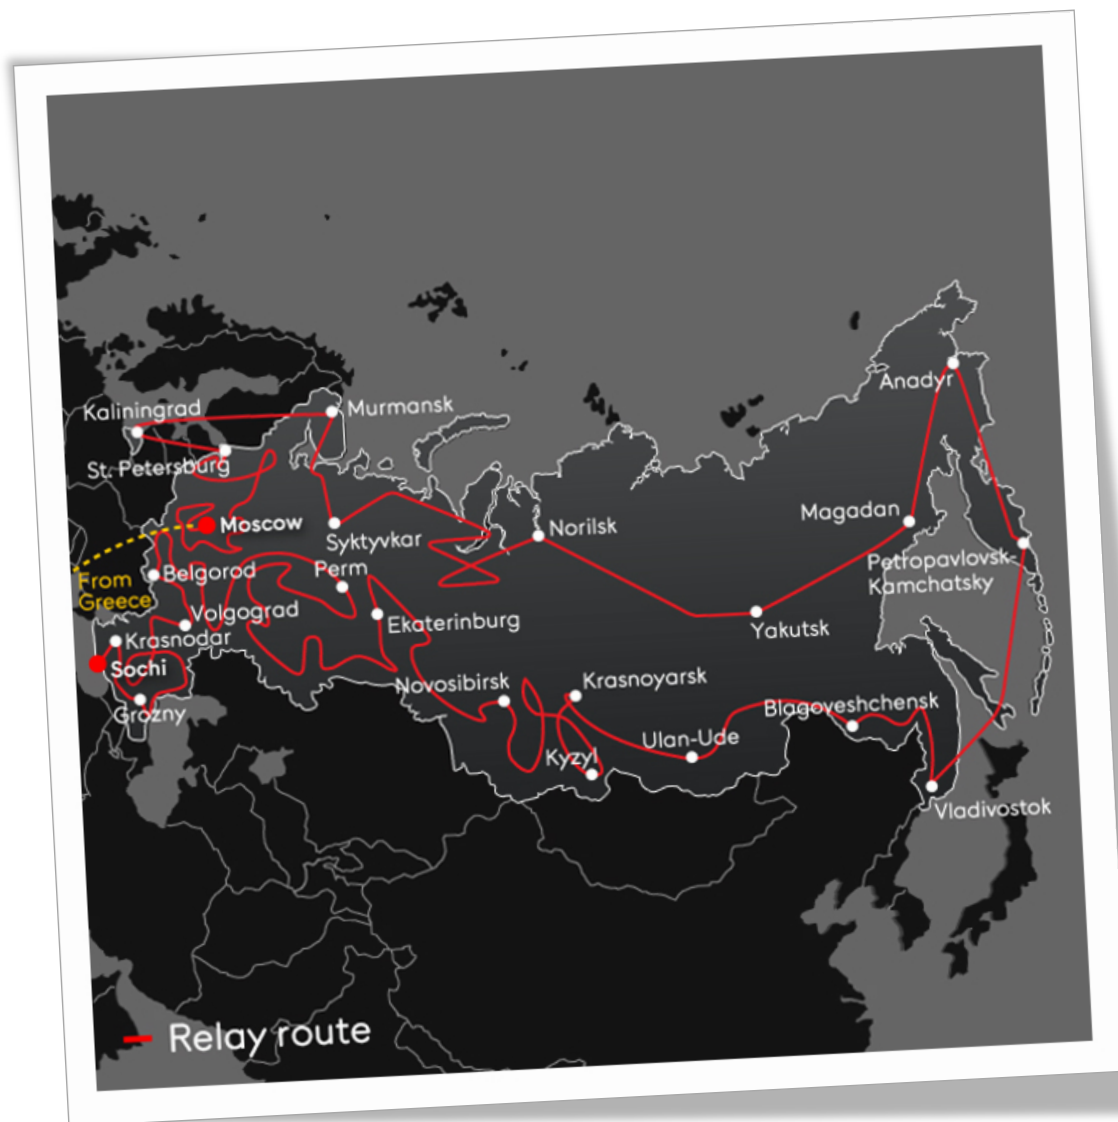 Anadyr
Kaliningrad
Murmansk
St. Petersburg
Moscow
Syktyvkar
Norilsk
Magadan
From
Greece
Belgorod
Perm
Petropavlovsk-
Kamchatsky
Volgograd
Ekaterinburg
Yakutsk
Krasnodar
Sochi
Novosibirsk
Krasnoyarsk
Grozny
Blagoveshchensk
Ulan-Ude
Kyzyl
Vladivostok
Relay route